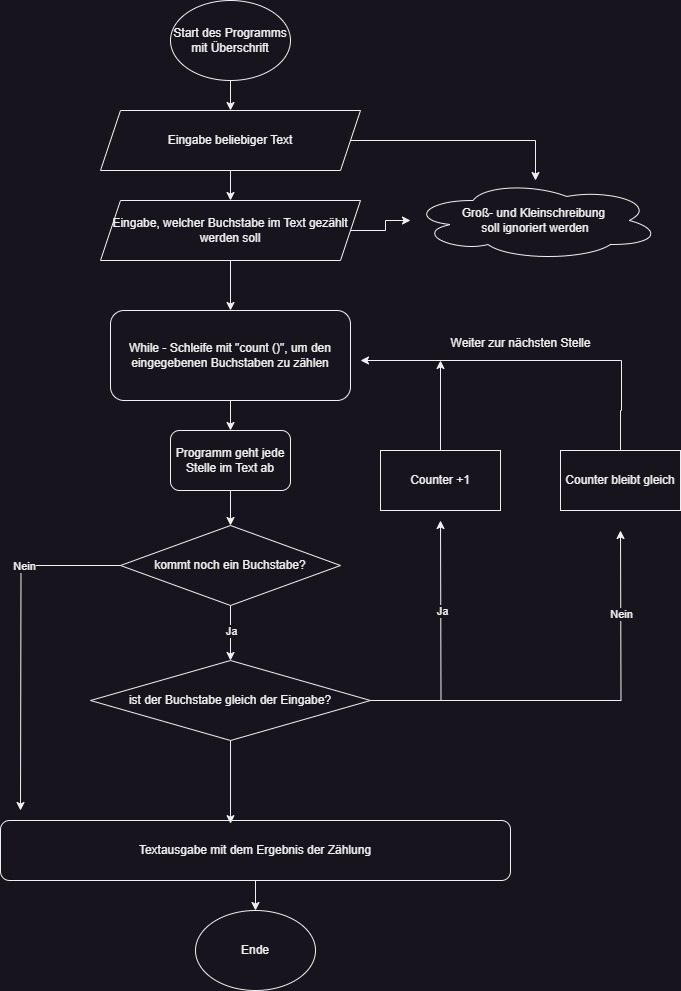 Start des Programms
mit Überschrift
Eingabe beliebiger Text
Eingabe, welcher Buchstabe im Text gezählt
werden soll
Groß- und Kleinschreibung
soll ignoriert werden
While - Schleife mit "count ()", um den
eingegebenen Buchstaben zu zählen
Weiter zur nächsten Stelle
Programm geht jede
Stelle im Text ab
Counter +1
Counter bleibt gleich
kommt noch ein Buchstabe?
Nein
Ja
Ja
Nein
ist der Buchstabe gleich der Eingabe?
Textausgabe mit dem Ergebnis der Zählung
Ende